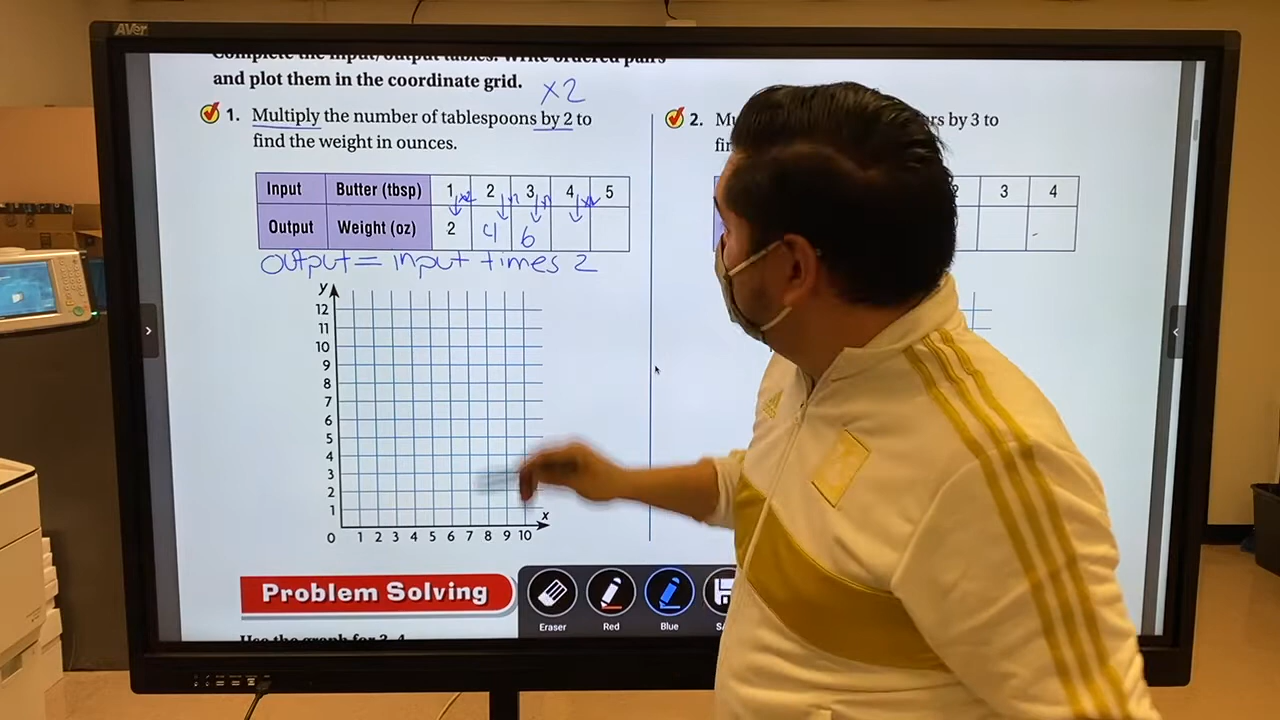 AVer
Complete the input/output tables. Write ordered pairs
and plot them in the coordinate grid.
×2
1. Multiply the number of tablespoons by 2 to
find the weight in ounces.
Input Butter (tbsp) 1 2 3 4 5
Output Weight (oz) 2 4 6
output = input times 2
y
12
11
10
9
8
7
6
5
4
3
2
1
0 1 2 3 4 5 6 7 8 9 10
x
2. by 3 to
3 4
Problem Solving
Use the graph for 3–4.
Eraser Red Blue
adidas